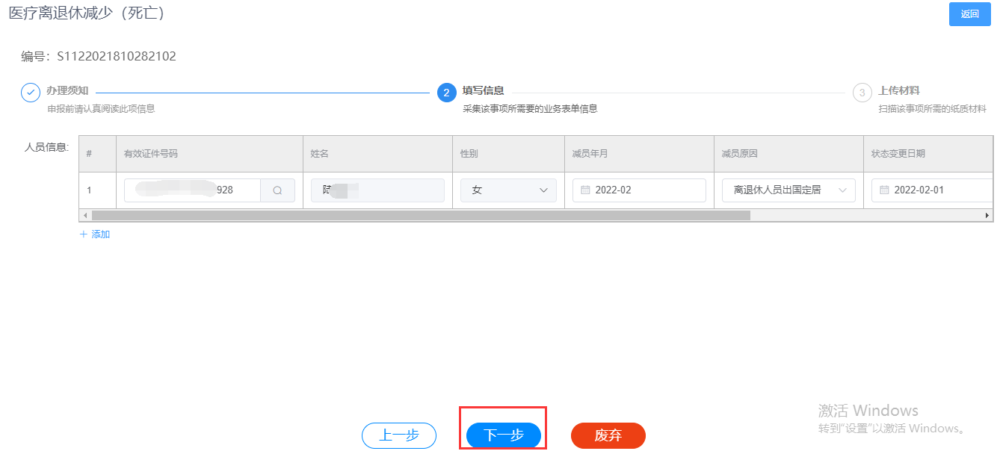 医疗离退休减少（死亡）
返回
编号：S1122021810282102
办理须知
申报前请认真阅读此项信息
2 填写信息
采集该事项所需要的业务表单信息
3 上传材料
扫描该事项所需的纸质材料
人员信息:
# 有效证件号码 姓名 性别 减员年月 减员原因 状态变更日期
1 928 陆 女 2022-02 离退休人员出国定居 2022-02-01
+ 添加
激活 Windows
转到“设置”以激活 Windows。
上一步 下一步 废弃